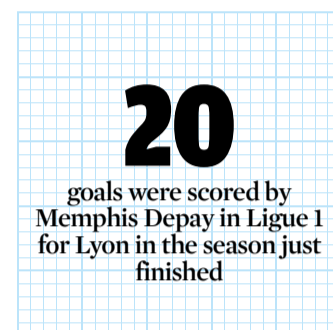 20
goals were scored by
Memphis Depay in Ligue 1
for Lyon in the season just
finished